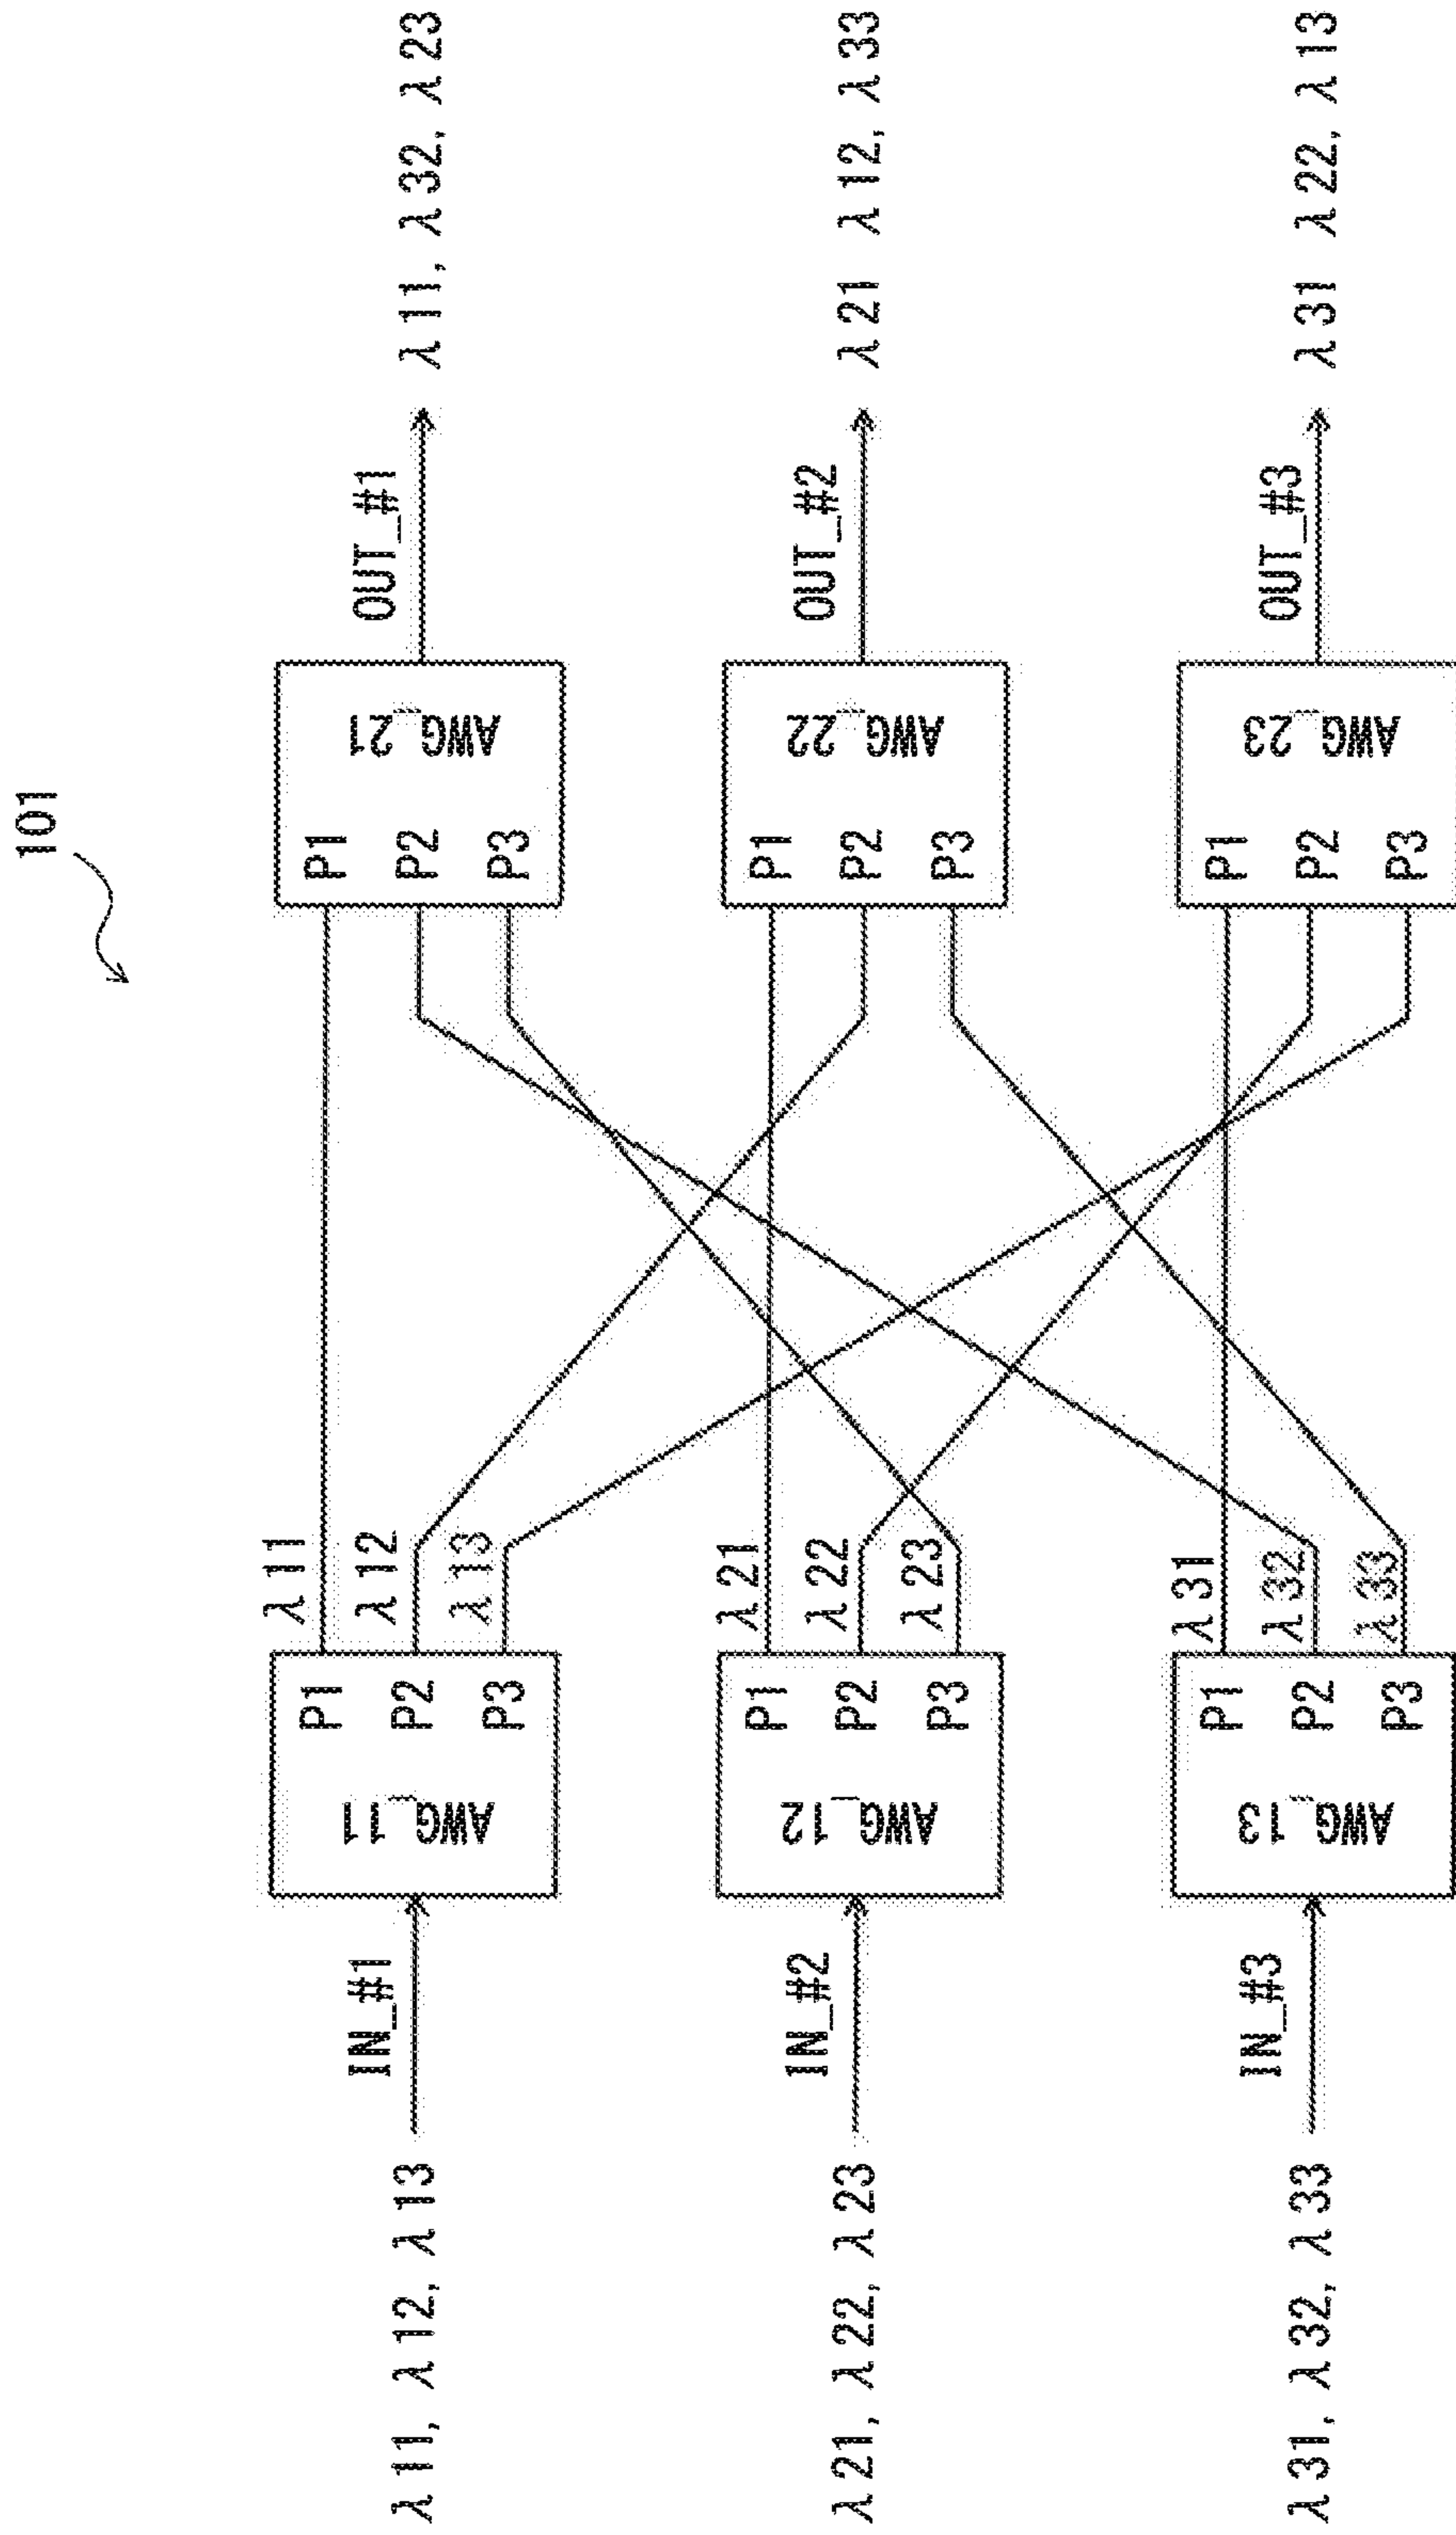 101
λ11, λ12, λ13
IN_#1
AWG_11
P1
P2
P3
λ11
λ12
λ13
P1
P2
P3
AWG_21
OUT_#1
λ11, λ32, λ23
λ21, λ22, λ23
IN_#2
AWG_12
P1
P2
P3
λ21
λ22
λ23
P1
P2
P3
AWG_22
OUT_#2
λ21 λ12, λ33
λ31, λ32, λ33
IN_#3
AWG_13
P1
P2
P3
λ31
λ32
λ33
P1
P2
P3
AWG_23
OUT_#3
λ31 λ22, λ13